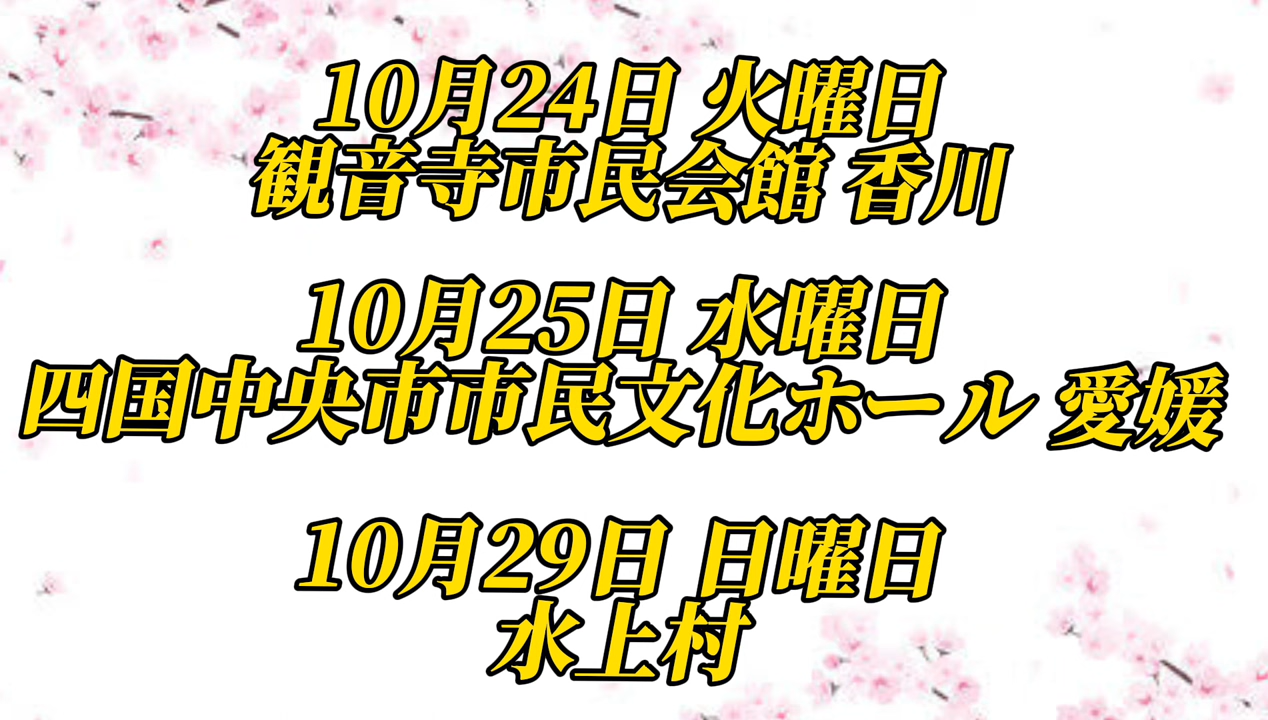 10月24日 火曜日
観音寺市民会館 香川
10月25日 水曜日
四国中央市市民文化ホール 愛媛
10月29日 日曜日
水上村